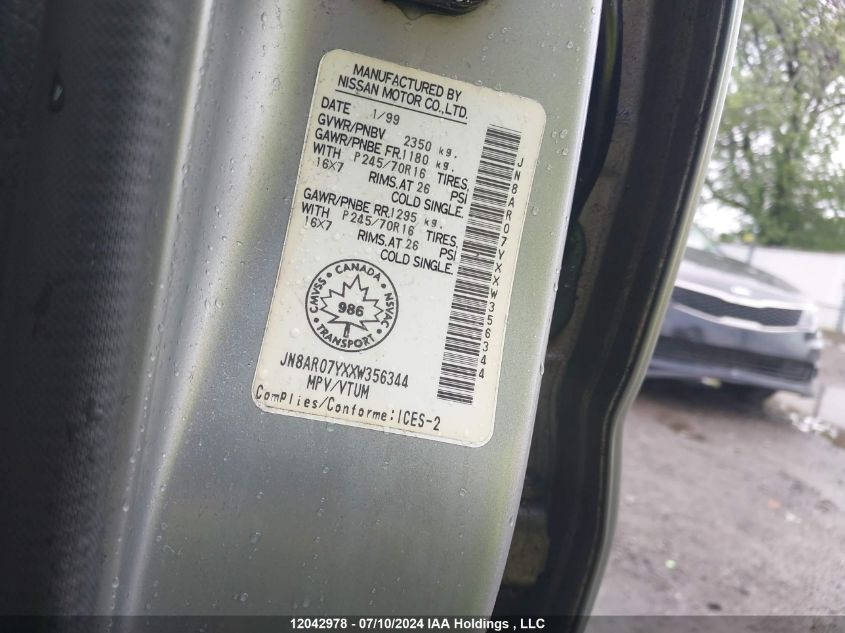 MANUFACTURED BY
NISSAN MOTOR CO., LTD.
DATE 1/99
GVWR/PNBV 2350 kg.
GAWR/PNBE FR.1180 kg.
WITH P245/70R16 TIRES,
16X7 RIMS, AT 26 PSI
COLD SINGLE.
GAWR/PNBE RR.1295 kg.
WITH P245/70R16 TIRES,
16X7 RIMS, AT 26 PSI
COLD SINGLE.
CANADA
CMVSS NSVAC
986
TRANSPORT
JN8AR07YXXW356344
MPV/VTUM
Complies/Conforme:ICES-2
JN8AR07YXXW356344
12042978 - 07/10/2024 IAA Holdings , LLC